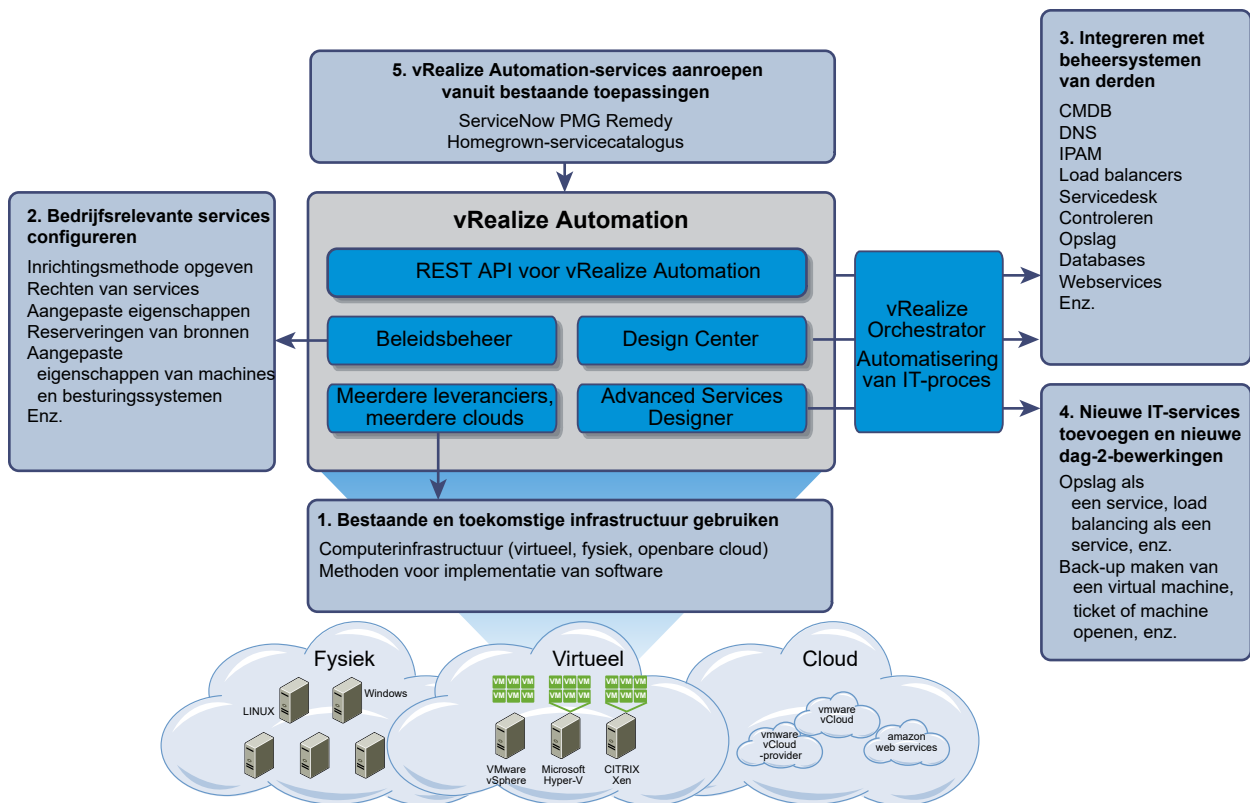 5. vRealize Automation-services aanroepen
vanuit bestaande toepassingen
ServiceNow PMG Remedy
Homegrown-servicecatalogus
3. Integreren met
beheersystemen
van derden
CMDB
DNS
IPAM
Load balancers
Servicedesk
Controleren
Opslag
Databases
Webservices
Enz.
2. Bedrijfsrelevante services
configureren
Inrichtingsmethode opgeven
Rechten van services
Aangepaste eigenschappen
Reserveringen van bronnen
Aangepaste
eigenschappen van machines
en besturingssystemen
Enz.
vRealize Automation
REST API voor vRealize Automation
Beleidsbeheer
Design Center
Meerdere leveranciers,
meerdere clouds
Advanced Services
Designer
vRealize
Orchestrator
Automatisering
van IT-proces
4. Nieuwe IT-services
toevoegen en nieuwe
dag-2-bewerkingen
Opslag als
een service, load
balancing als een
service, enz.
Back-up maken van
een virtual machine,
ticket of machine
openen, enz.
1. Bestaande en toekomstige infrastructuur gebruiken
Computerinfrastructuur (virtueel, fysiek, openbare cloud)
Methoden voor implementatie van software
Fysiek
LINUX
Windows
Virtueel
VM VM VM
VM VM VM
VM VM VM
VM VM VM
VM VM VM
VM VM VM
VMware
vSphere
Microsoft
Hyper-V
CITRIX
Xen
Cloud
vmware
vCloud
vmware
vCloud
-provider
amazon
web services